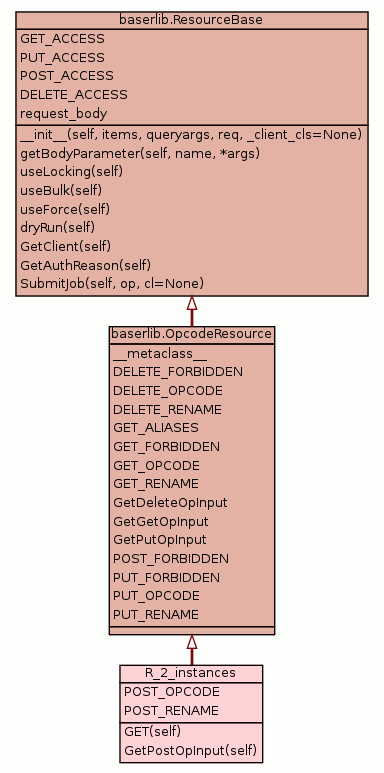 baserlib.ResourceBase
GET_ACCESS
PUT_ACCESS
POST_ACCESS
DELETE_ACCESS
request_body
__init__(self, items, queryargs, req, _client_cls=None)
getBodyParameter(self, name, *args)
useLocking(self)
useBulk(self)
useForce(self)
dryRun(self)
GetClient(self)
GetAuthReason(self)
SubmitJob(self, op, cl=None)
baserlib.OpcodeResource
__metaclass__
DELETE_FORBIDDEN
DELETE_OPCODE
DELETE_RENAME
GET_ALIASES
GET_FORBIDDEN
GET_OPCODE
GET_RENAME
GetDeleteOpInput
GetGetOpInput
GetPutOpInput
POST_FORBIDDEN
PUT_FORBIDDEN
PUT_OPCODE
PUT_RENAME
R_2_instances
POST_OPCODE
POST_RENAME
GET(self)
GetPostOpInput(self)